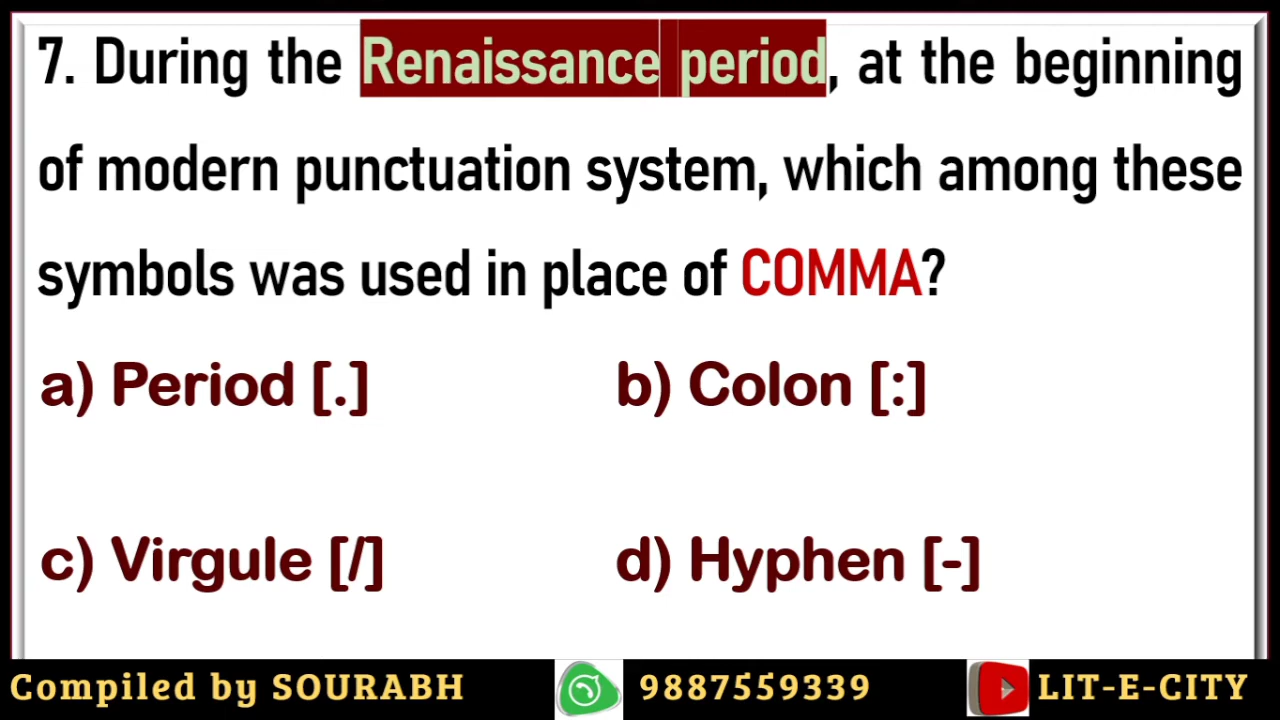 7. During the Renaissance period, at the beginning
of modern punctuation system, which among these
symbols was used in place of COMMA?
a) Period [.] b) Colon [:]
c) Virgule [/] d) Hyphen [-]
Compiled by SOURABH 9887559339 LIT-E-CITY